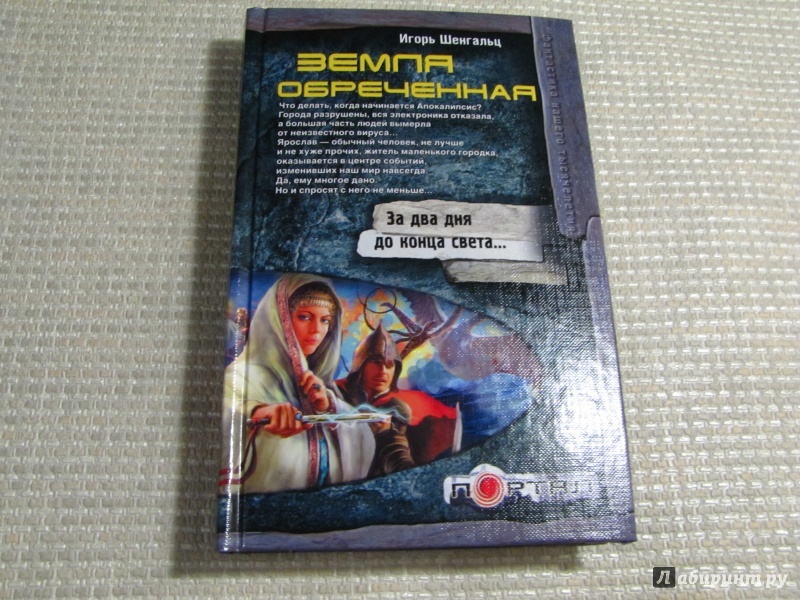 Игорь Шенгальц
ЗЕМЛЯ
ОБРЕЧЕННАЯ
Что делать, когда начинается Апокалипсис?
Города разрушены, вся электроника отказала,
а большая часть людей вымерла
от неизвестного вируса...
Ярослав — обычный человек, не лучше
и не хуже прочих, житель маленького городка,
оказывается в центре событий,
изменивших наш мир навсегда.
Да, ему многое дано.
Но и спросят с него не меньше...
фантастика нашего тысячелетия
За два дня
до конца света...
ПОРТАЛ
Лабиринт.ру